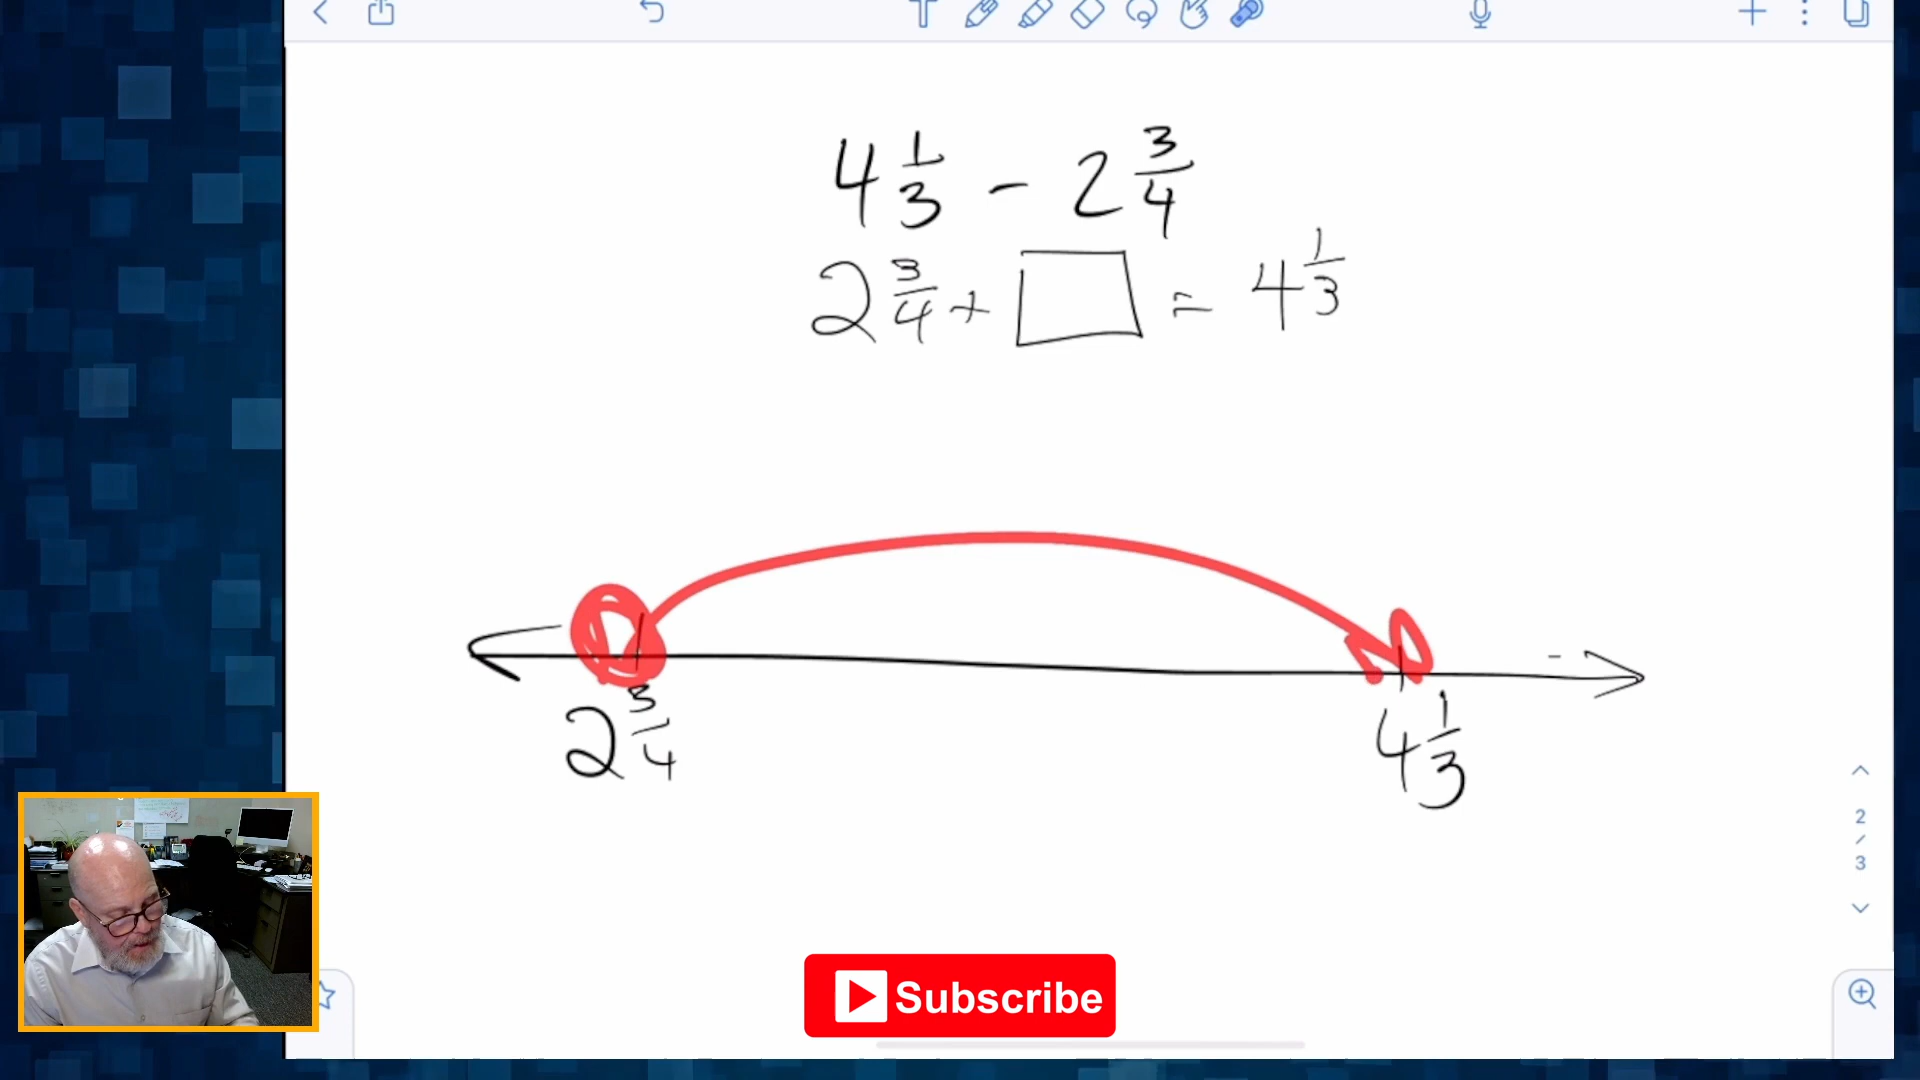 4 1/3 - 2 3/4
2 3/4 + □ = 4 1/3
2 3/4
4 1/3
2
/
3
Subscribe